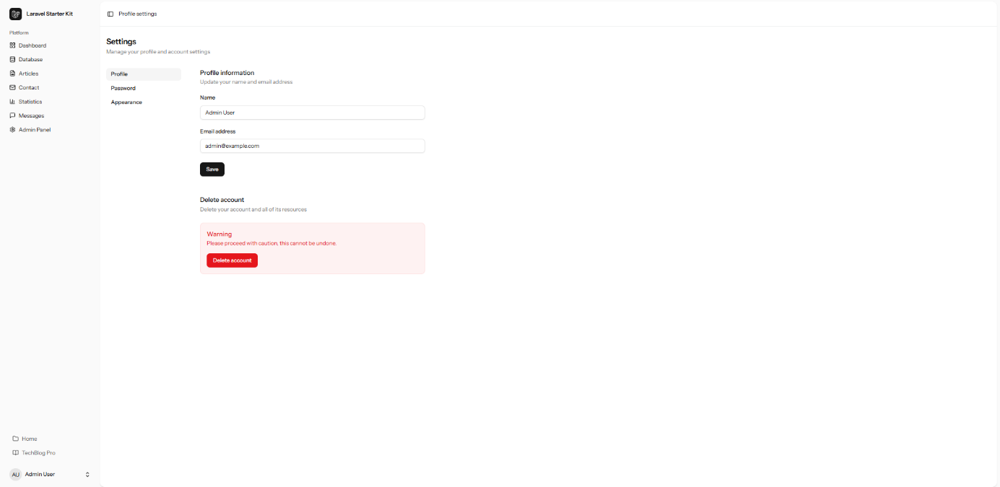 Laravel Starter Kit
Platform
Dashboard
Database
Articles
Contact
Statistics
Messages
Admin Panel
Home
TechBlog Pro
AU Admin User
Profile settings
Settings
Manage your profile and account settings
Profile
Password
Appearance
Profile information
Update your name and email address
Name
Admin User
Email address
admin@example.com
Save
Delete account
Delete your account and all of its resources
Warning
Please proceed with caution, this cannot be undone.
Delete account